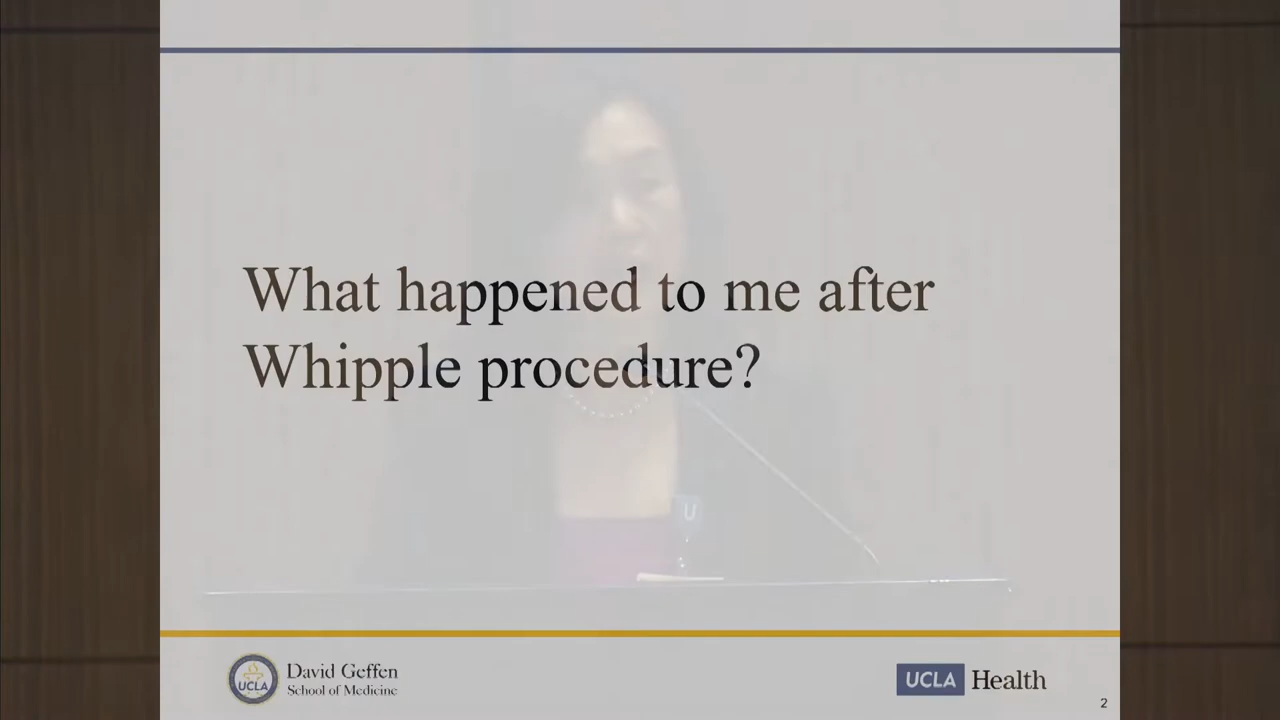 What happened to me after
Whipple procedure?
U
UCLA
David Geffen
School of Medicine
UCLA Health
2